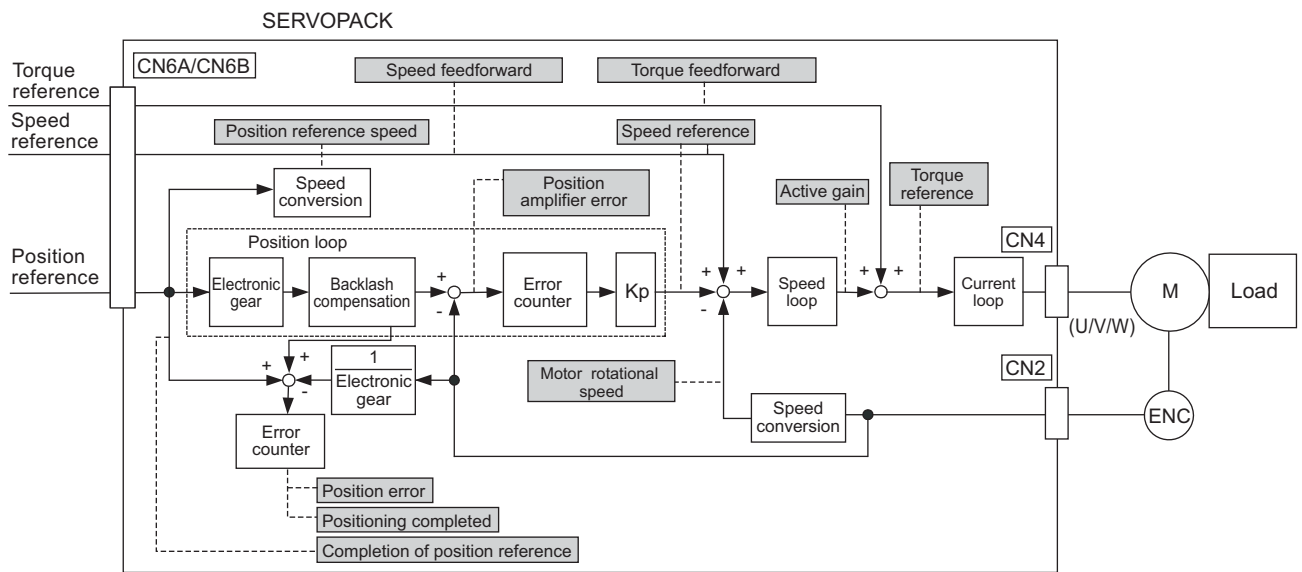 SERVOPACK
CN6A/CN6B
Speed feedforward
Torque feedforward
Torque
reference
Speed
reference
Position reference speed
Speed reference
Speed
conversion
Position
amplifier error
Active gain
Torque
reference
Position
reference
Position loop
CN4
Electronic
gear
Backlash
compensation
+
-
Error
counter
Kp
+
+
-
Speed
loop
+
+
Current
loop
(U/V/W)
M
Load
+
+
-
1
Electronic
gear
Motor rotational
speed
CN2
Speed
conversion
ENC
Error
counter
Position error
Positioning completed
Completion of position reference